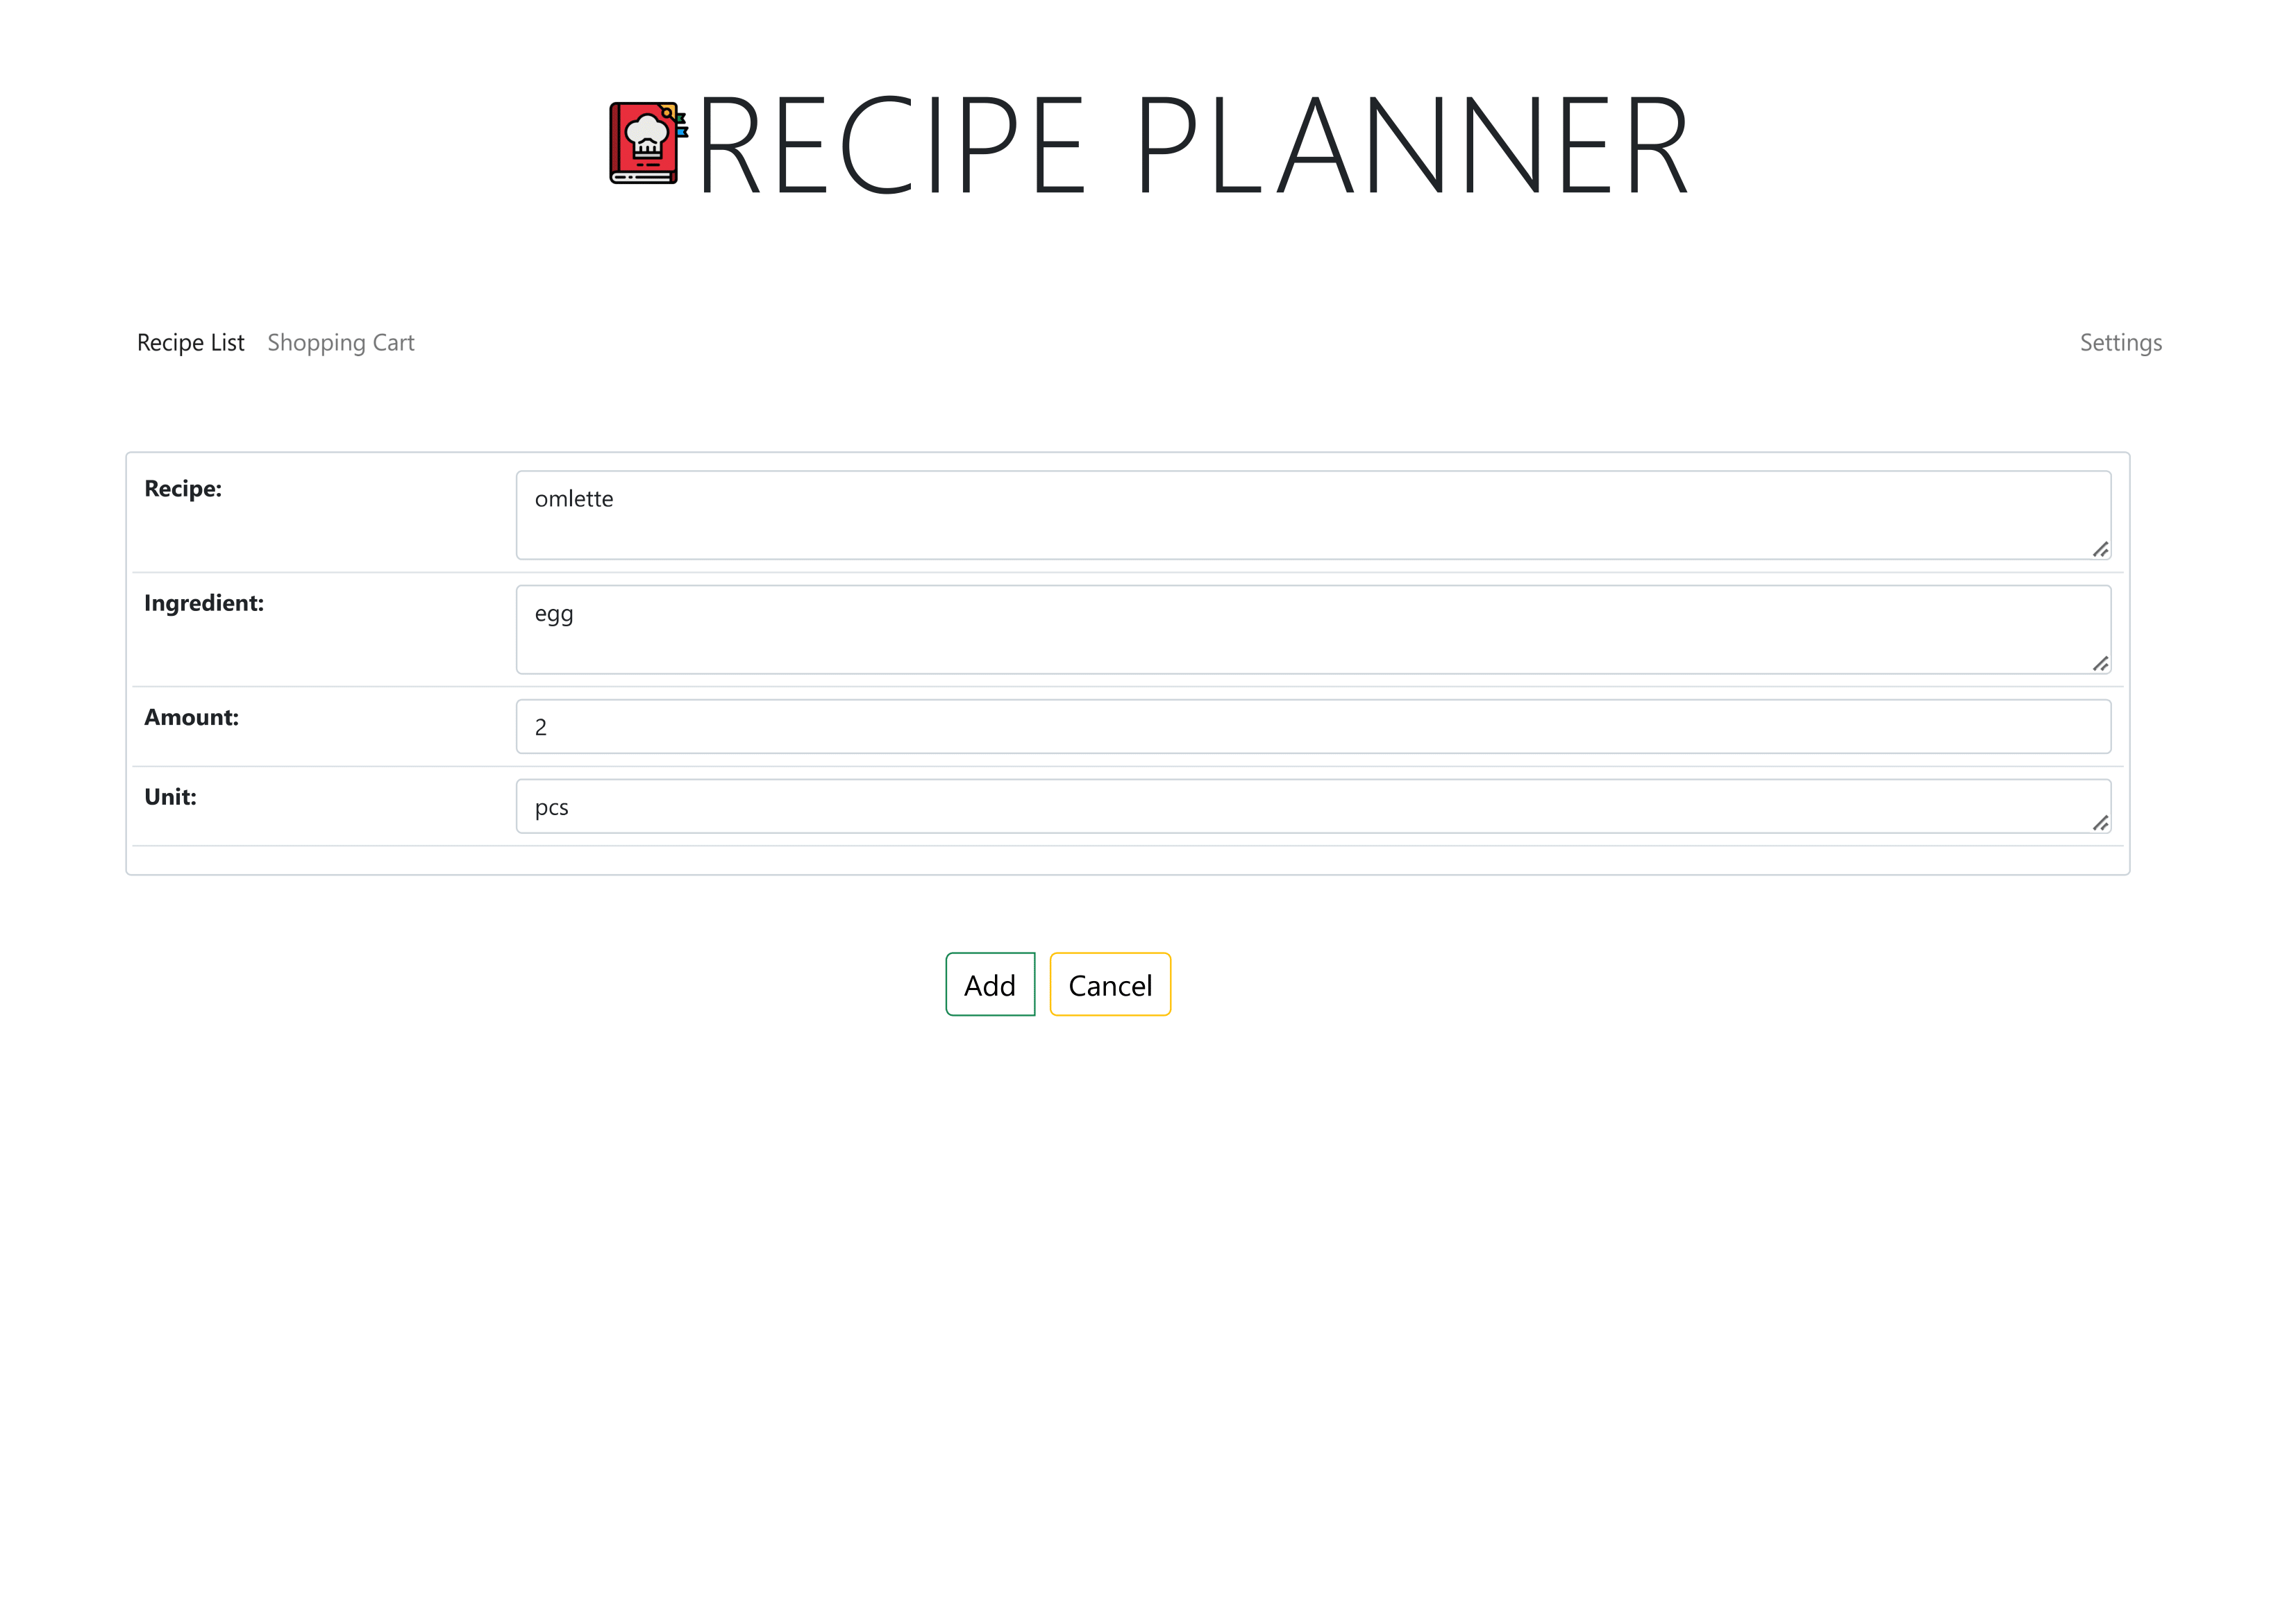 RECIPE PLANNER
Recipe List Shopping Cart Settings
Recipe: omlette
Ingredient: egg
Amount: 2
Unit: pcs
Add Cancel